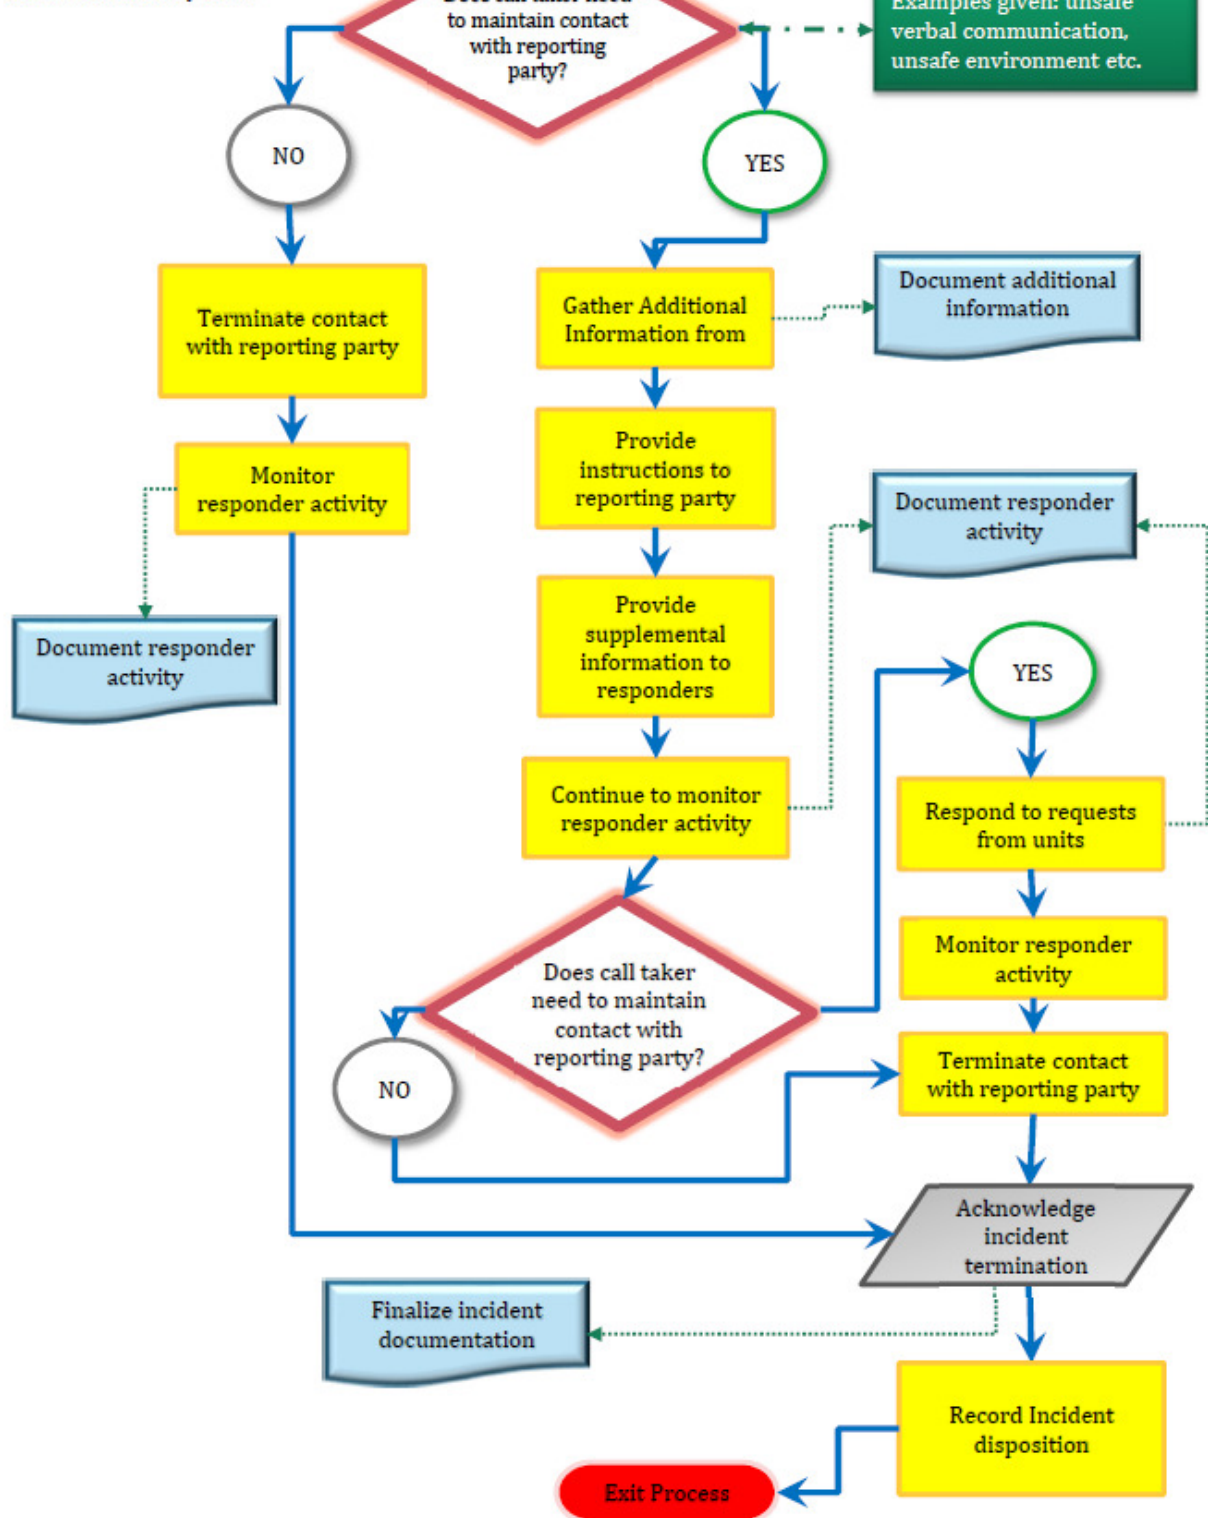 to maintain contact
with reporting
party?
Examples given: unsafe
verbal communication,
unsafe environment etc.
NO
YES
Terminate contact
with reporting party
Gather Additional
Information from
Document additional
information
Monitor
responder activity
Provide
instructions to
reporting party
Document responder
activity
Document responder
activity
Provide
supplemental
information to
responders
YES
Continue to monitor
responder activity
Respond to requests
from units
Does call taker
need to maintain
contact with
reporting party?
Monitor responder
activity
NO
Terminate contact
with reporting party
Acknowledge
incident
termination
Finalize incident
documentation
Record Incident
disposition
Exit Process